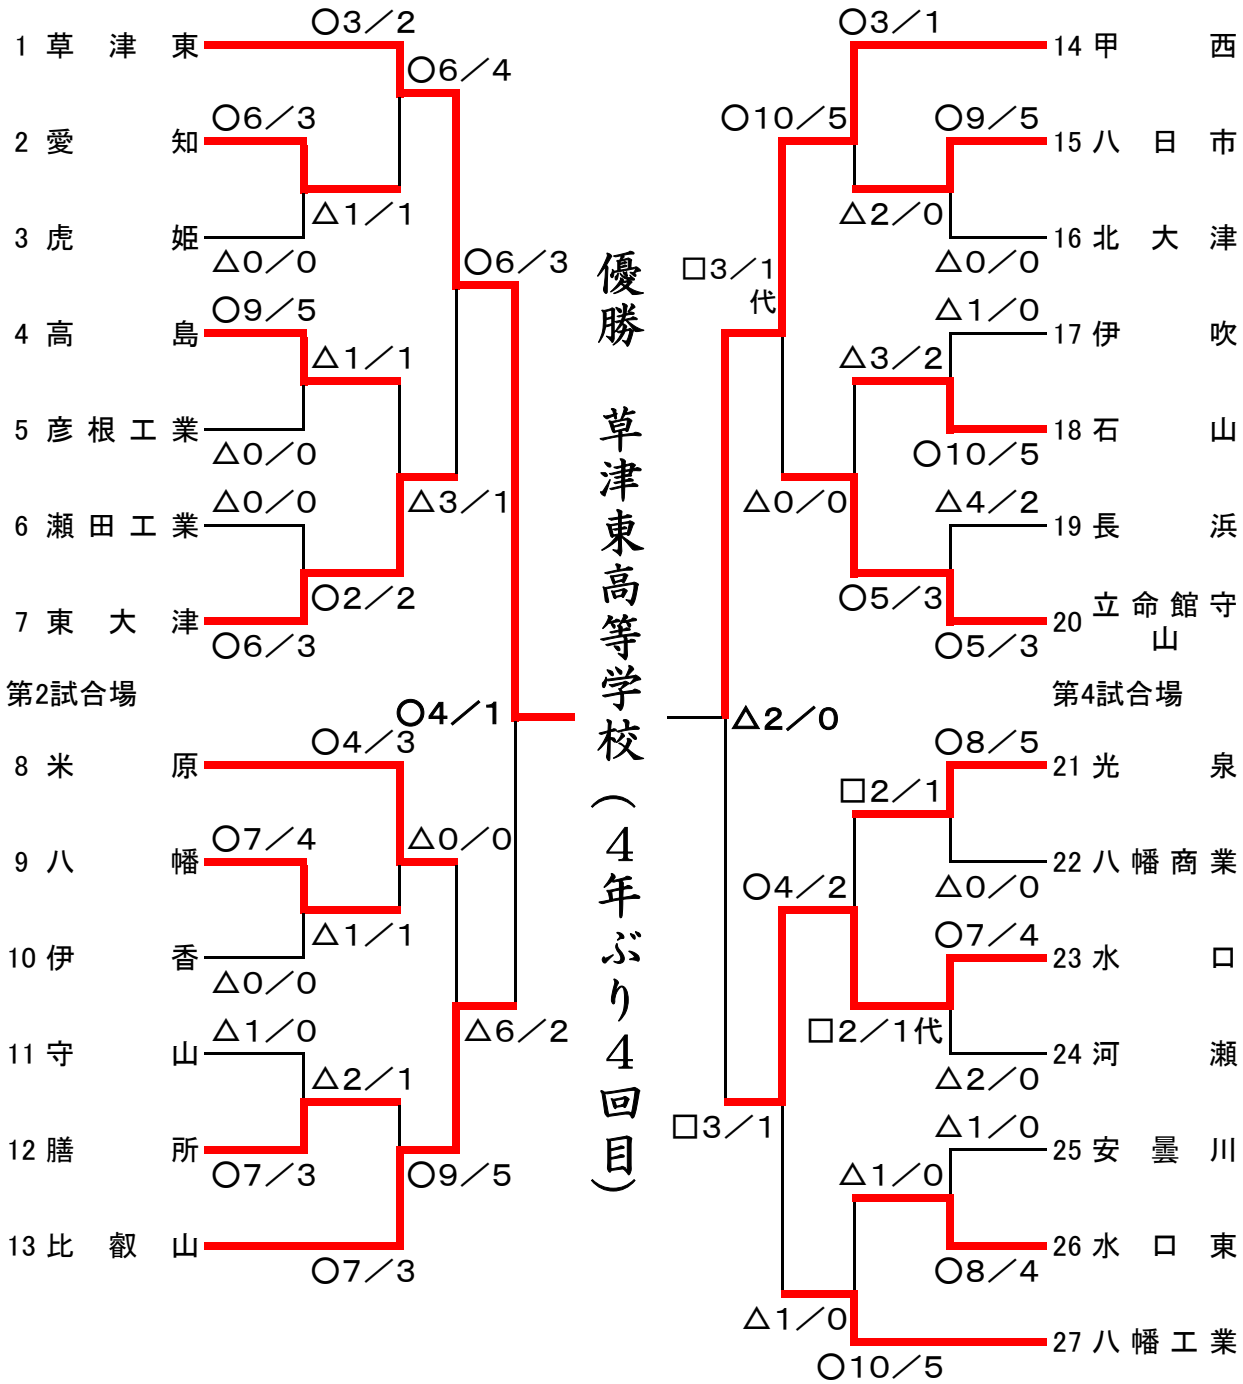 ○3／2
1 草津東
○6／4
○6／3
2 愛知
△1／1
3 虎姫
△0／0
○6／3
○9／5
4 高島
△1／1
5 彦根工業
△0／0
△3／1
△0／0
6 瀬田工業
○2／2
7 東大津
○6／3
第2試合場
○4／1
○4／3
8 米原
○7／4
△0／0
9 八幡
△1／1
10 伊香
△0／0
△6／2
△1／0
11 守山
△2／1
12 膳所
○7／3
○9／5
13 比叡山
○7／3
優勝 草津東高等学校（４年ぶり４回目）
○3／1
14 甲西
○10／5
○9／5
15 八日市
△2／0
16 北大津
△0／0
□3／1
代
△1／0
17 伊吹
△3／2
18 石山
○10／5
△0／0
△4／2
19 長浜
○5／3
20 立命館守山
○5／3
第4試合場
△2／0
○8／5
21 光泉
□2／1
22 八幡商業
△0／0
○4／2
○7／4
23 水口
□2／1代
24 河瀬
△2／0
□3／1
△1／0
25 安曇川
△1／0
26 水口東
○8／4
△1／0
27 八幡工業
○10／5